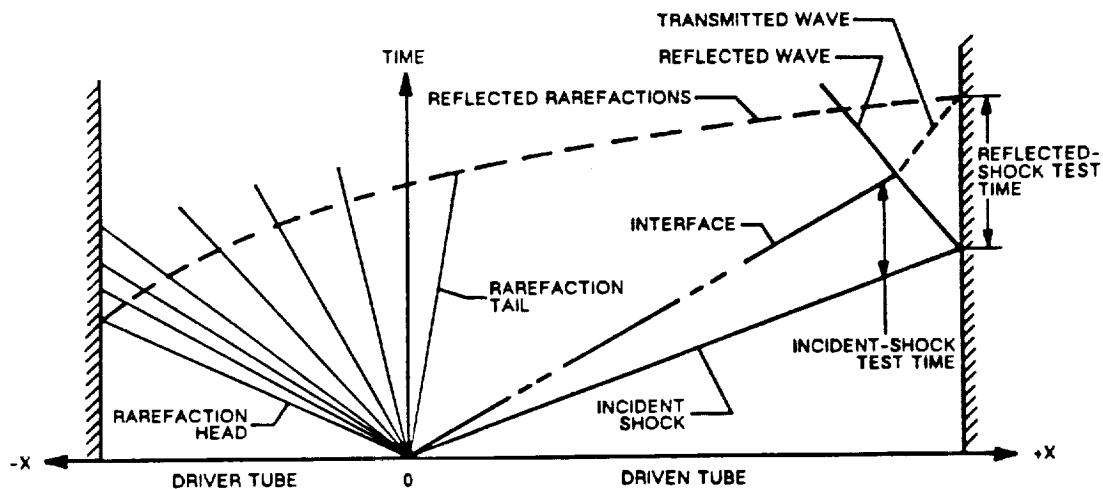 TRANSMITTED WAVE
REFLECTED WAVE
TIME
REFLECTED RAREFACTIONS
REFLECTED-
SHOCK TEST
TIME
INTERFACE
RAREFACTION
TAIL
INCIDENT-SHOCK
TEST TIME
RAREFACTION
HEAD
INCIDENT
SHOCK
-X
+X
DRIVER TUBE
0
DRIVEN TUBE